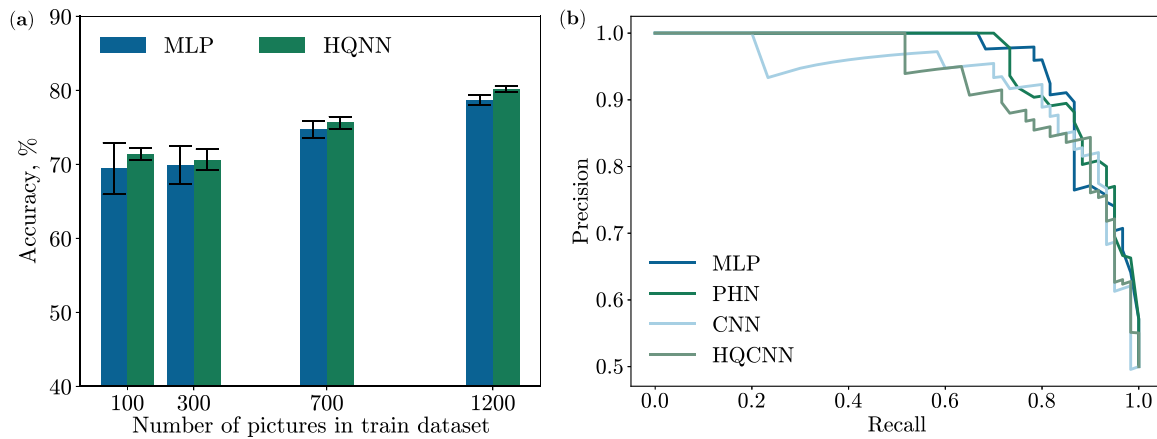 (a)
90
80
70
60
50
40
Accuracy, %
MLP
HQNN
100
300
700
1200
Number of pictures in train dataset
(b)
1.0
0.9
0.8
0.7
0.6
0.5
Precision
MLP
PHN
CNN
HQCNN
0.0
0.2
0.4
0.6
0.8
1.0
Recall